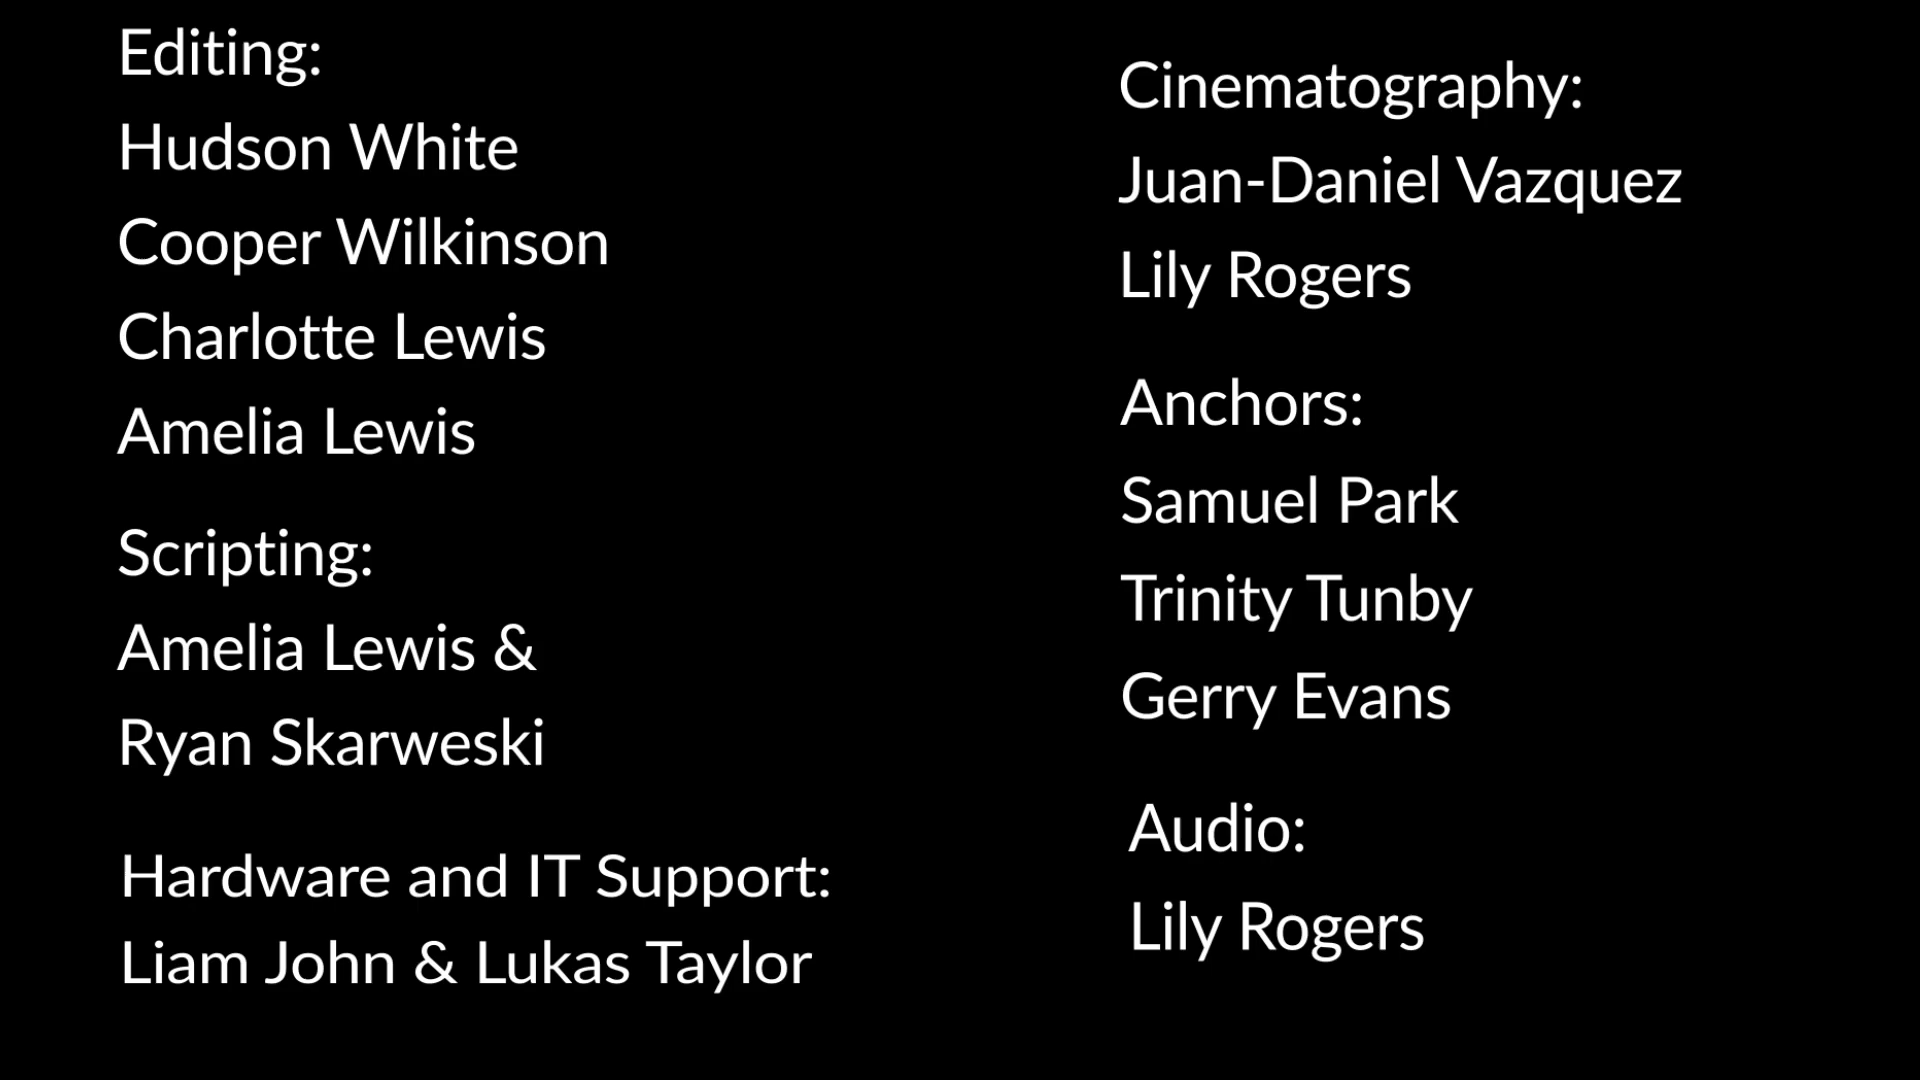 Editing:
Hudson White
Cooper Wilkinson
Charlotte Lewis
Amelia Lewis
Scripting:
Amelia Lewis &
Ryan Skarweski
Hardware and IT Support:
Liam John & Lukas Taylor
Cinematography:
Juan-Daniel Vazquez
Lily Rogers
Anchors:
Samuel Park
Trinity Tunby
Gerry Evans
Audio:
Lily Rogers